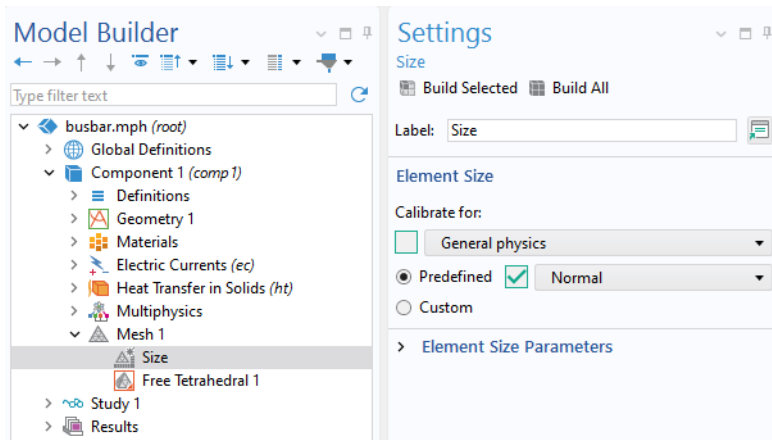 Model Builder
Type filter text
busbar.mph (root)
Global Definitions
Component 1 (comp1)
Definitions
Geometry 1
Materials
Electric Currents (ec)
Heat Transfer in Solids (ht)
Multiphysics
Mesh 1
Size
Free Tetrahedral 1
Study 1
Results
Settings
Size
Build Selected Build All
Label: Size
Element Size
Calibrate for:
General physics
Predefined Normal
Custom
Element Size Parameters